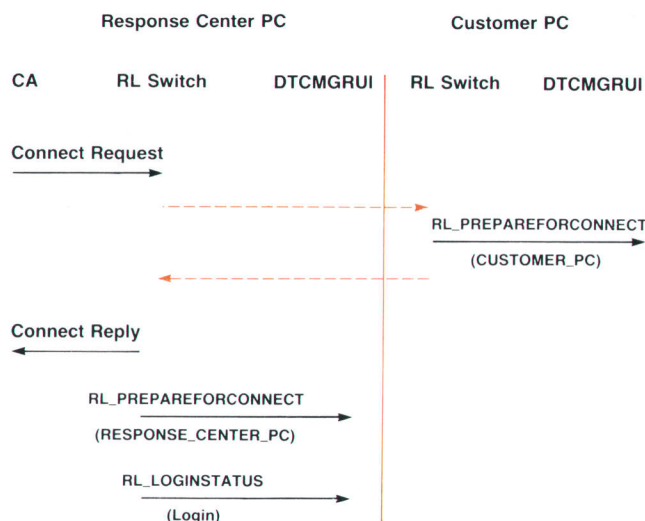 Response Center PC
Customer PC
CA
RL Switch
DTCMGRUI
RL Switch
DTCMGRUI
Connect Request
RL_PREPAREFORCONNECT
(CUSTOMER_PC)
Connect Reply
RL_PREPAREFORCONNECT
(RESPONSE_CENTER_PC)
RL_LOGINSTATUS
(Login)